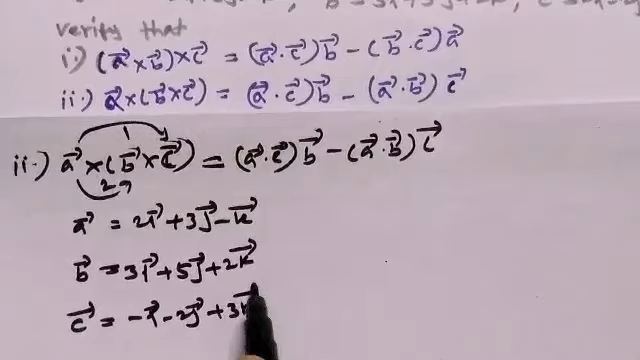 verify that
i.) (a⃗ × b⃗) × c⃗ = (a⃗ · c⃗) b⃗ − (b⃗ · c⃗) a⃗
ii.) a⃗ × (b⃗ × c⃗) = (a⃗ · c⃗) b⃗ − (a⃗ · b⃗) c⃗
ii.) a⃗ × (b⃗ × c⃗) = (a⃗ · c⃗) b⃗ − (a⃗ · b⃗) c⃗
1
2
a⃗ = 2i⃗ + 3j⃗ − k⃗
b⃗ = 3i⃗ + 5j⃗ + 2k⃗
c⃗ = −i⃗ − 2j⃗ + 3k⃗